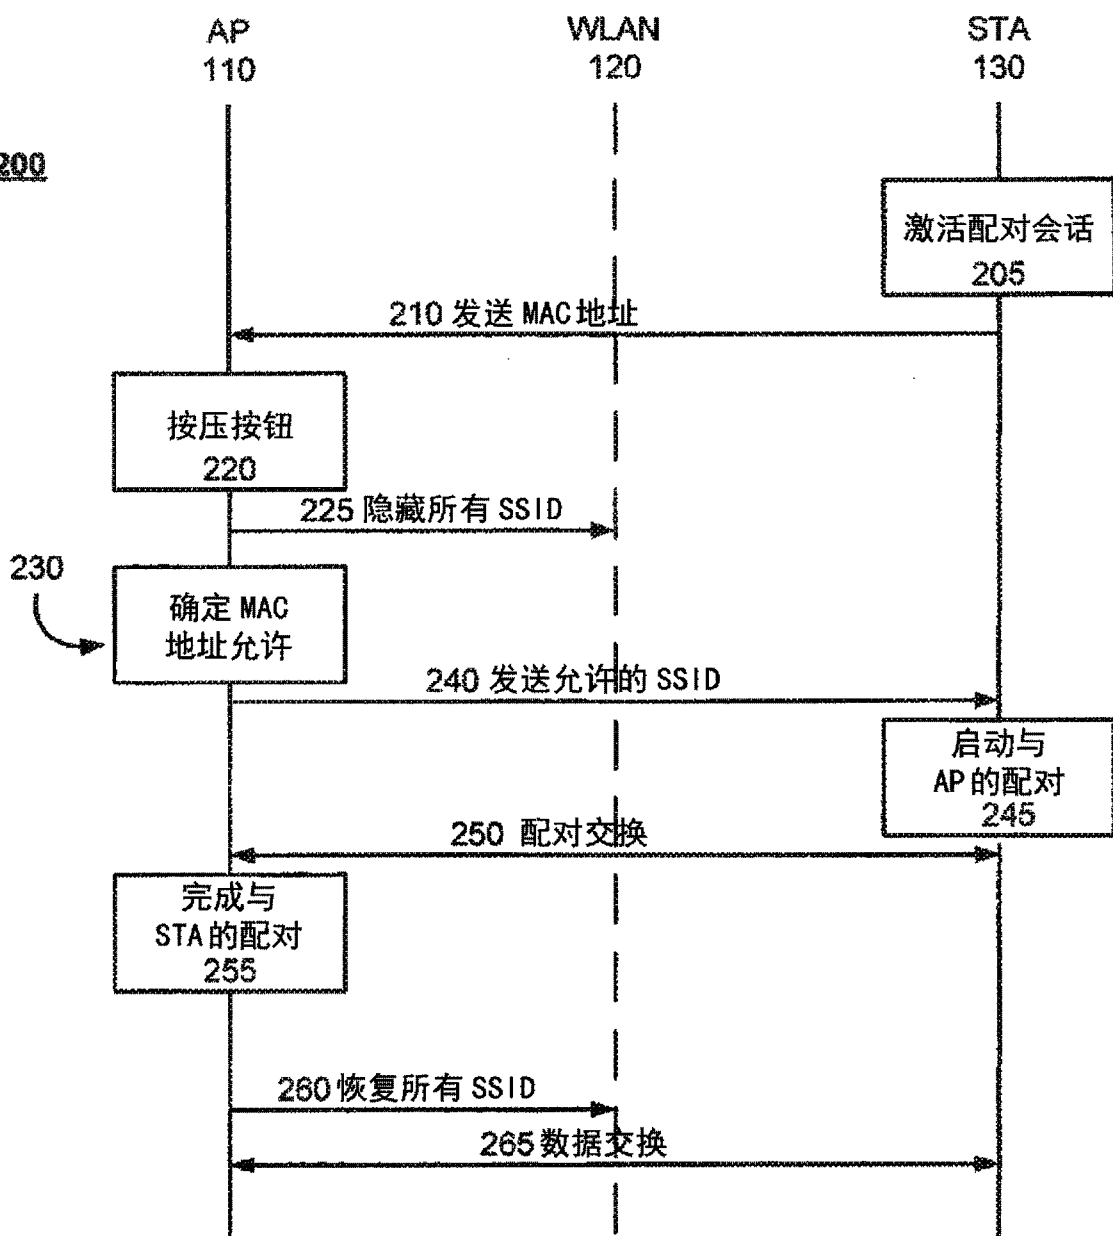 AP
110
WLAN
120
STA
130
200
激活配对会话
205
210 发送 MAC 地址
按压按钮
220
225 隐藏所有 SSID
230
确定 MAC
地址允许
240 发送允许的 SSID
启动与
AP 的配对
245
250 配对交换
完成与
STA 的配对
255
260 恢复所有 SSID
265 数据交换